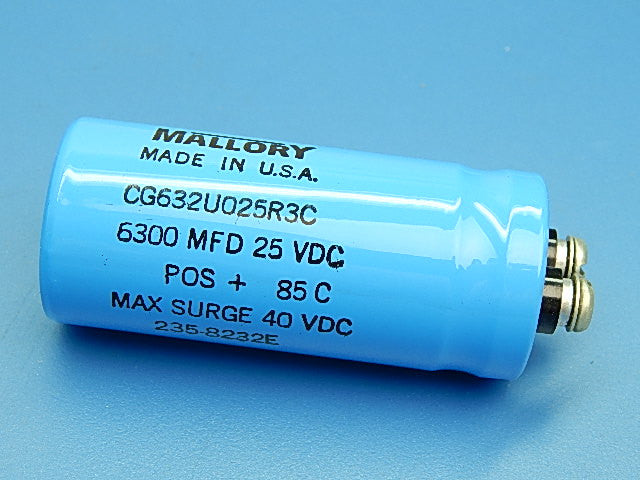 MALLORY
MADE IN U.S.A.
CG632U025R3C
6300 MFD 25 VDC
POS + 85 C
MAX SURGE 40 VDC
235-8232E